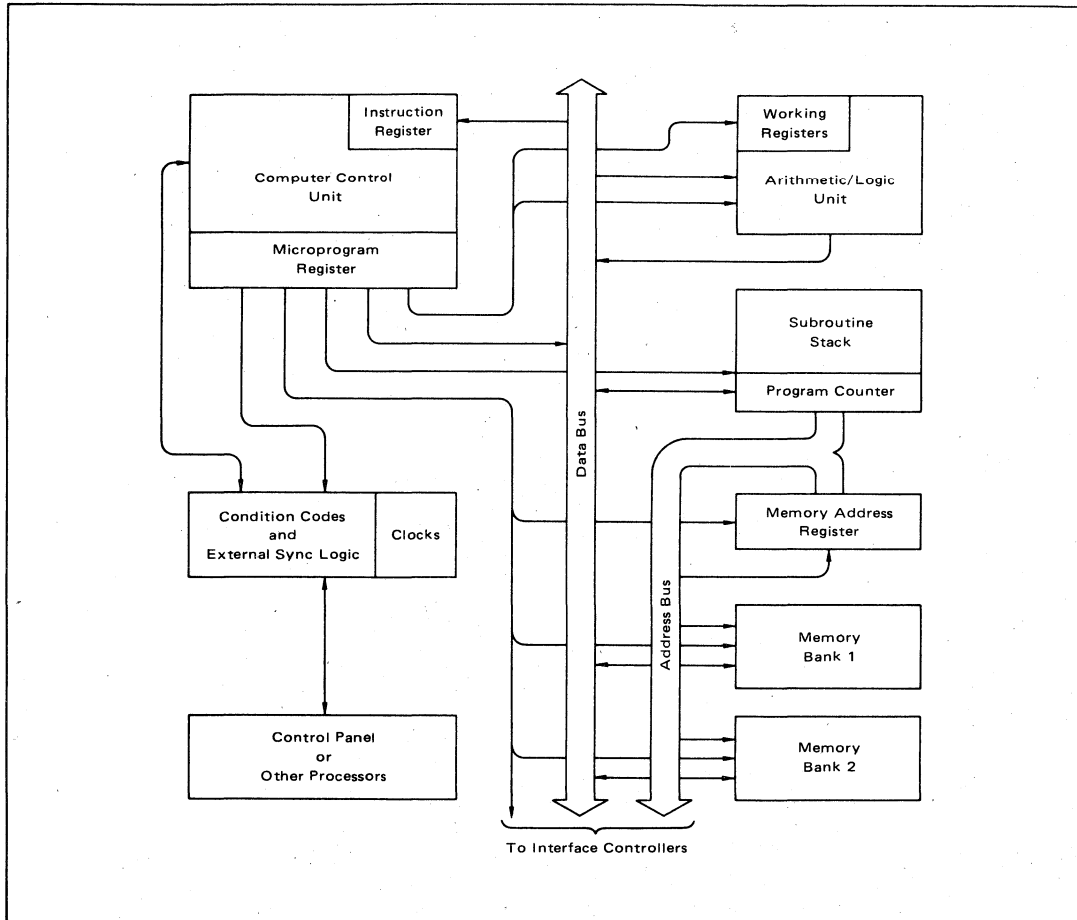 Instruction
Register
Computer Control
Unit
Microprogram
Register
Working
Registers
Arithmetic/Logic
Unit
Subroutine
Stack
Program Counter
Data Bus
Condition Codes
and
External Sync Logic
Clocks
Memory Address
Register
Address Bus
Memory
Bank 1
Control Panel
or
Other Processors
Memory
Bank 2
To Interface Controllers